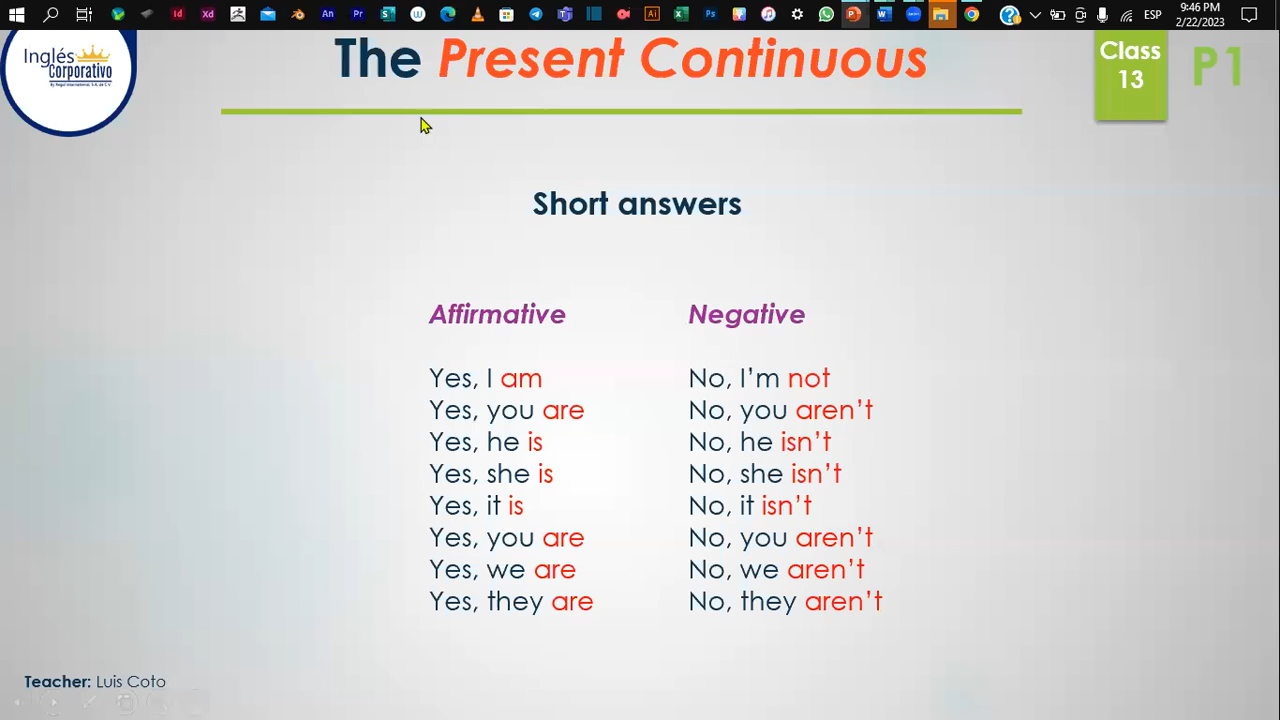 9:46 PM
ESP
2/22/2023
Inglés
Corporativo
The Present Continuous
Class
13
P1
Short answers
Affirmative
Negative
Yes, I am
No, I’m not
Yes, you are
No, you aren’t
Yes, he is
No, he isn’t
Yes, she is
No, she isn’t
Yes, it is
No, it isn’t
Yes, you are
No, you aren’t
Yes, we are
No, we aren’t
Yes, they are
No, they aren’t
Teacher: Luis Coto